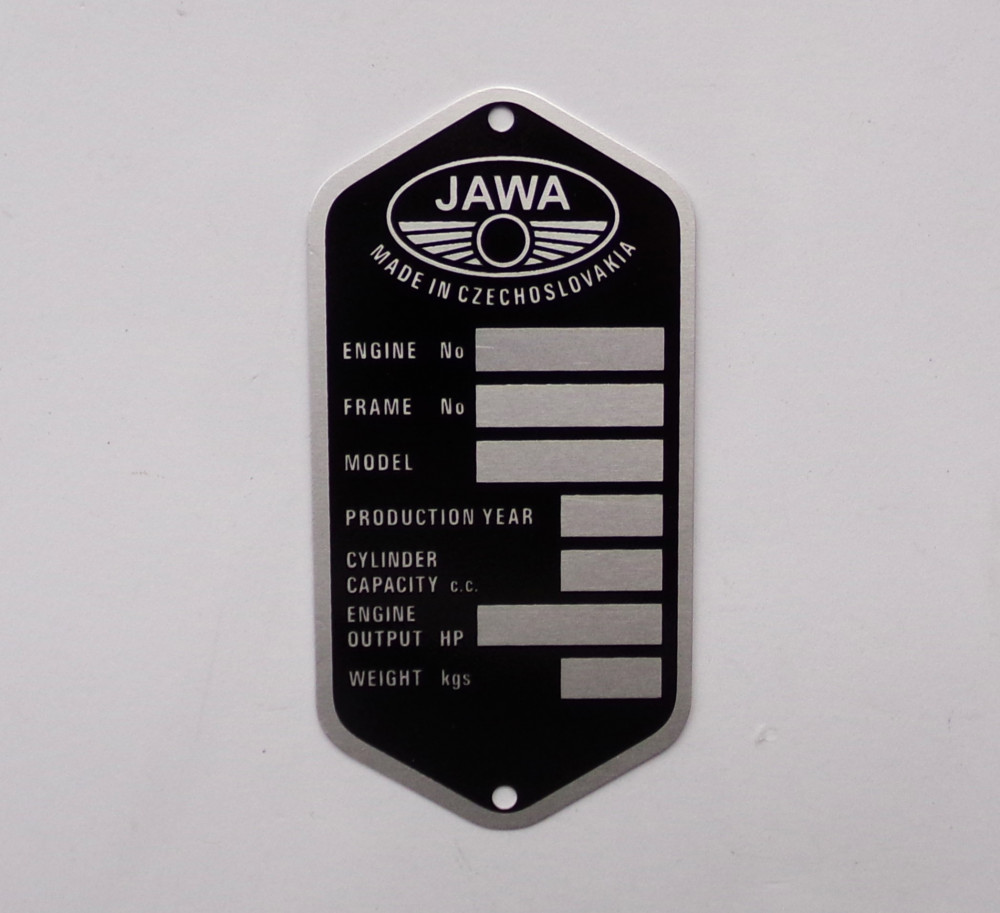 JAWA
MADE IN CZECHOSLOVAKIA
ENGINE No
FRAME No
MODEL
PRODUCTION YEAR
CYLINDER
CAPACITY c.c.
ENGINE
OUTPUT HP
WEIGHT kgs